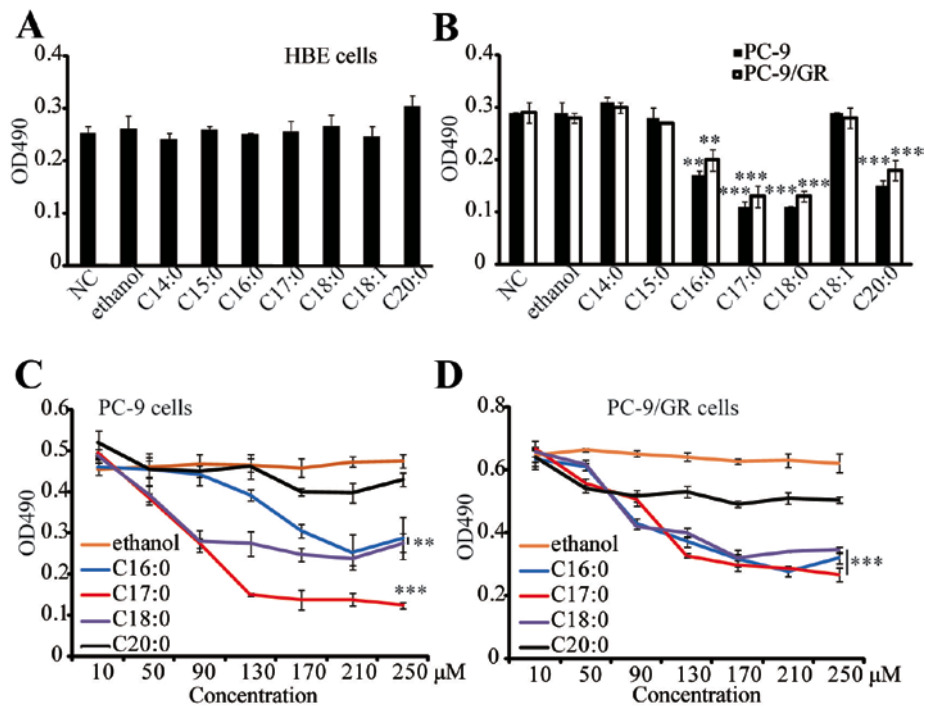 A
HBE cells
0.4
0.3
0.2
0.1
0
OD490
NC
ethanol
C14:0
C15:0
C16:0
C17:0
C18:0
C18:1
C20:0
B
PC-9
PC-9/GR
0.4
0.3
0.2
0.1
0
OD490
**
**
***
***
***
***
***
***
NC
ethanol
C14:0
C15:0
C16:0
C17:0
C18:0
C18:1
C20:0
C
PC-9 cells
0.6
0.5
0.4
0.3
0.2
0.1
0
OD490
ethanol
C16:0
C17:0
C18:0
C20:0
**
***
10 50 90 130 170 210 250 μM
Concentration
D
PC-9/GR cells
0.8
0.6
0.4
0.2
0
OD490
ethanol
C16:0
C17:0
C18:0
C20:0
***
10 50 90 130 170 210 250 μM
Concentration